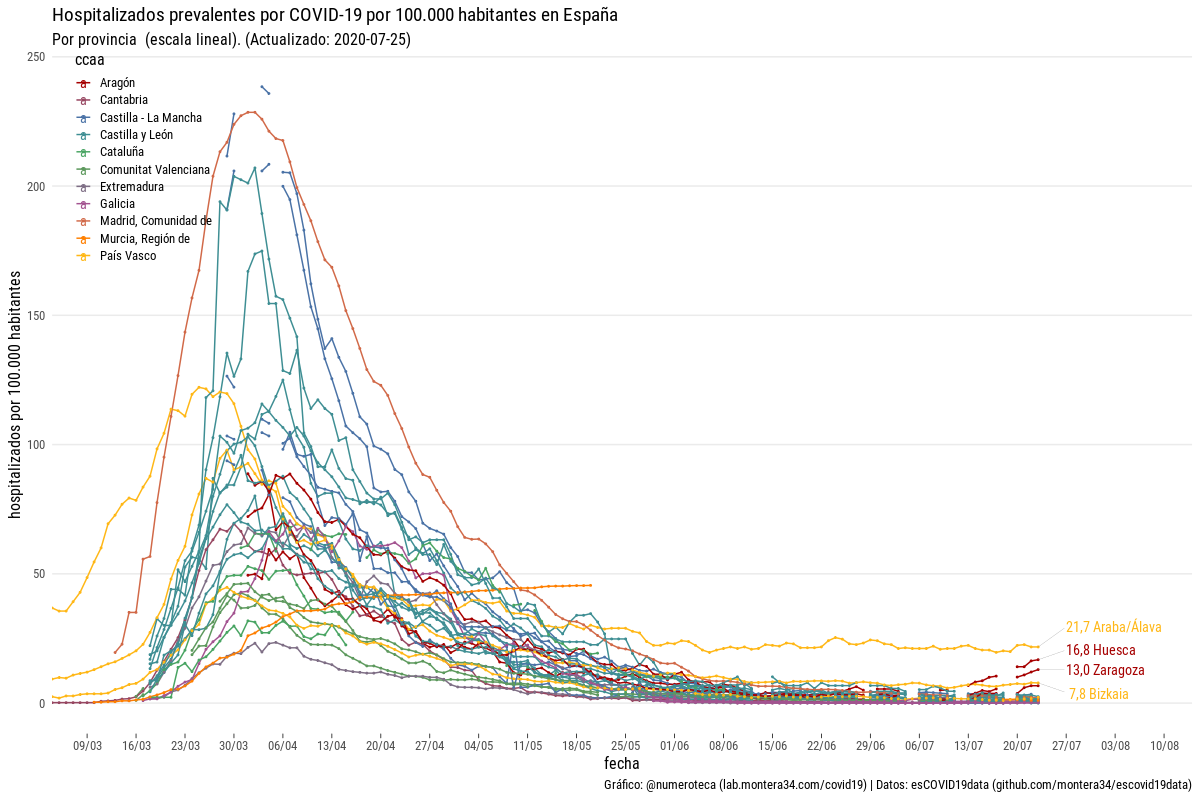 Hospitalizados prevalentes por COVID-19 por 100.000 habitantes en España
Por provincia (escala lineal). (Actualizado: 2020-07-25)
ccaa
Aragón
Cantabria
Castilla - La Mancha
Castilla y León
Cataluña
Comunitat Valenciana
Extremadura
Galicia
Madrid, Comunidad de
Murcia, Región de
País Vasco
hospitalizados por 100.000 habitantes
250
200
150
100
50
0
21,7 Araba/Álava
16,8 Huesca
13,0 Zaragoza
7,8 Bizkaia
09/03 16/03 23/03 30/03 06/04 13/04 20/04 27/04 04/05 11/05 18/05 25/05 01/06 08/06 15/06 22/06 29/06 06/07 13/07 20/07 27/07 03/08 10/08
fecha
Gráfico: @numeroteca (lab.montera34.com/covid19) | Datos: esCOVID19data (github.com/montera34/escovid19data)